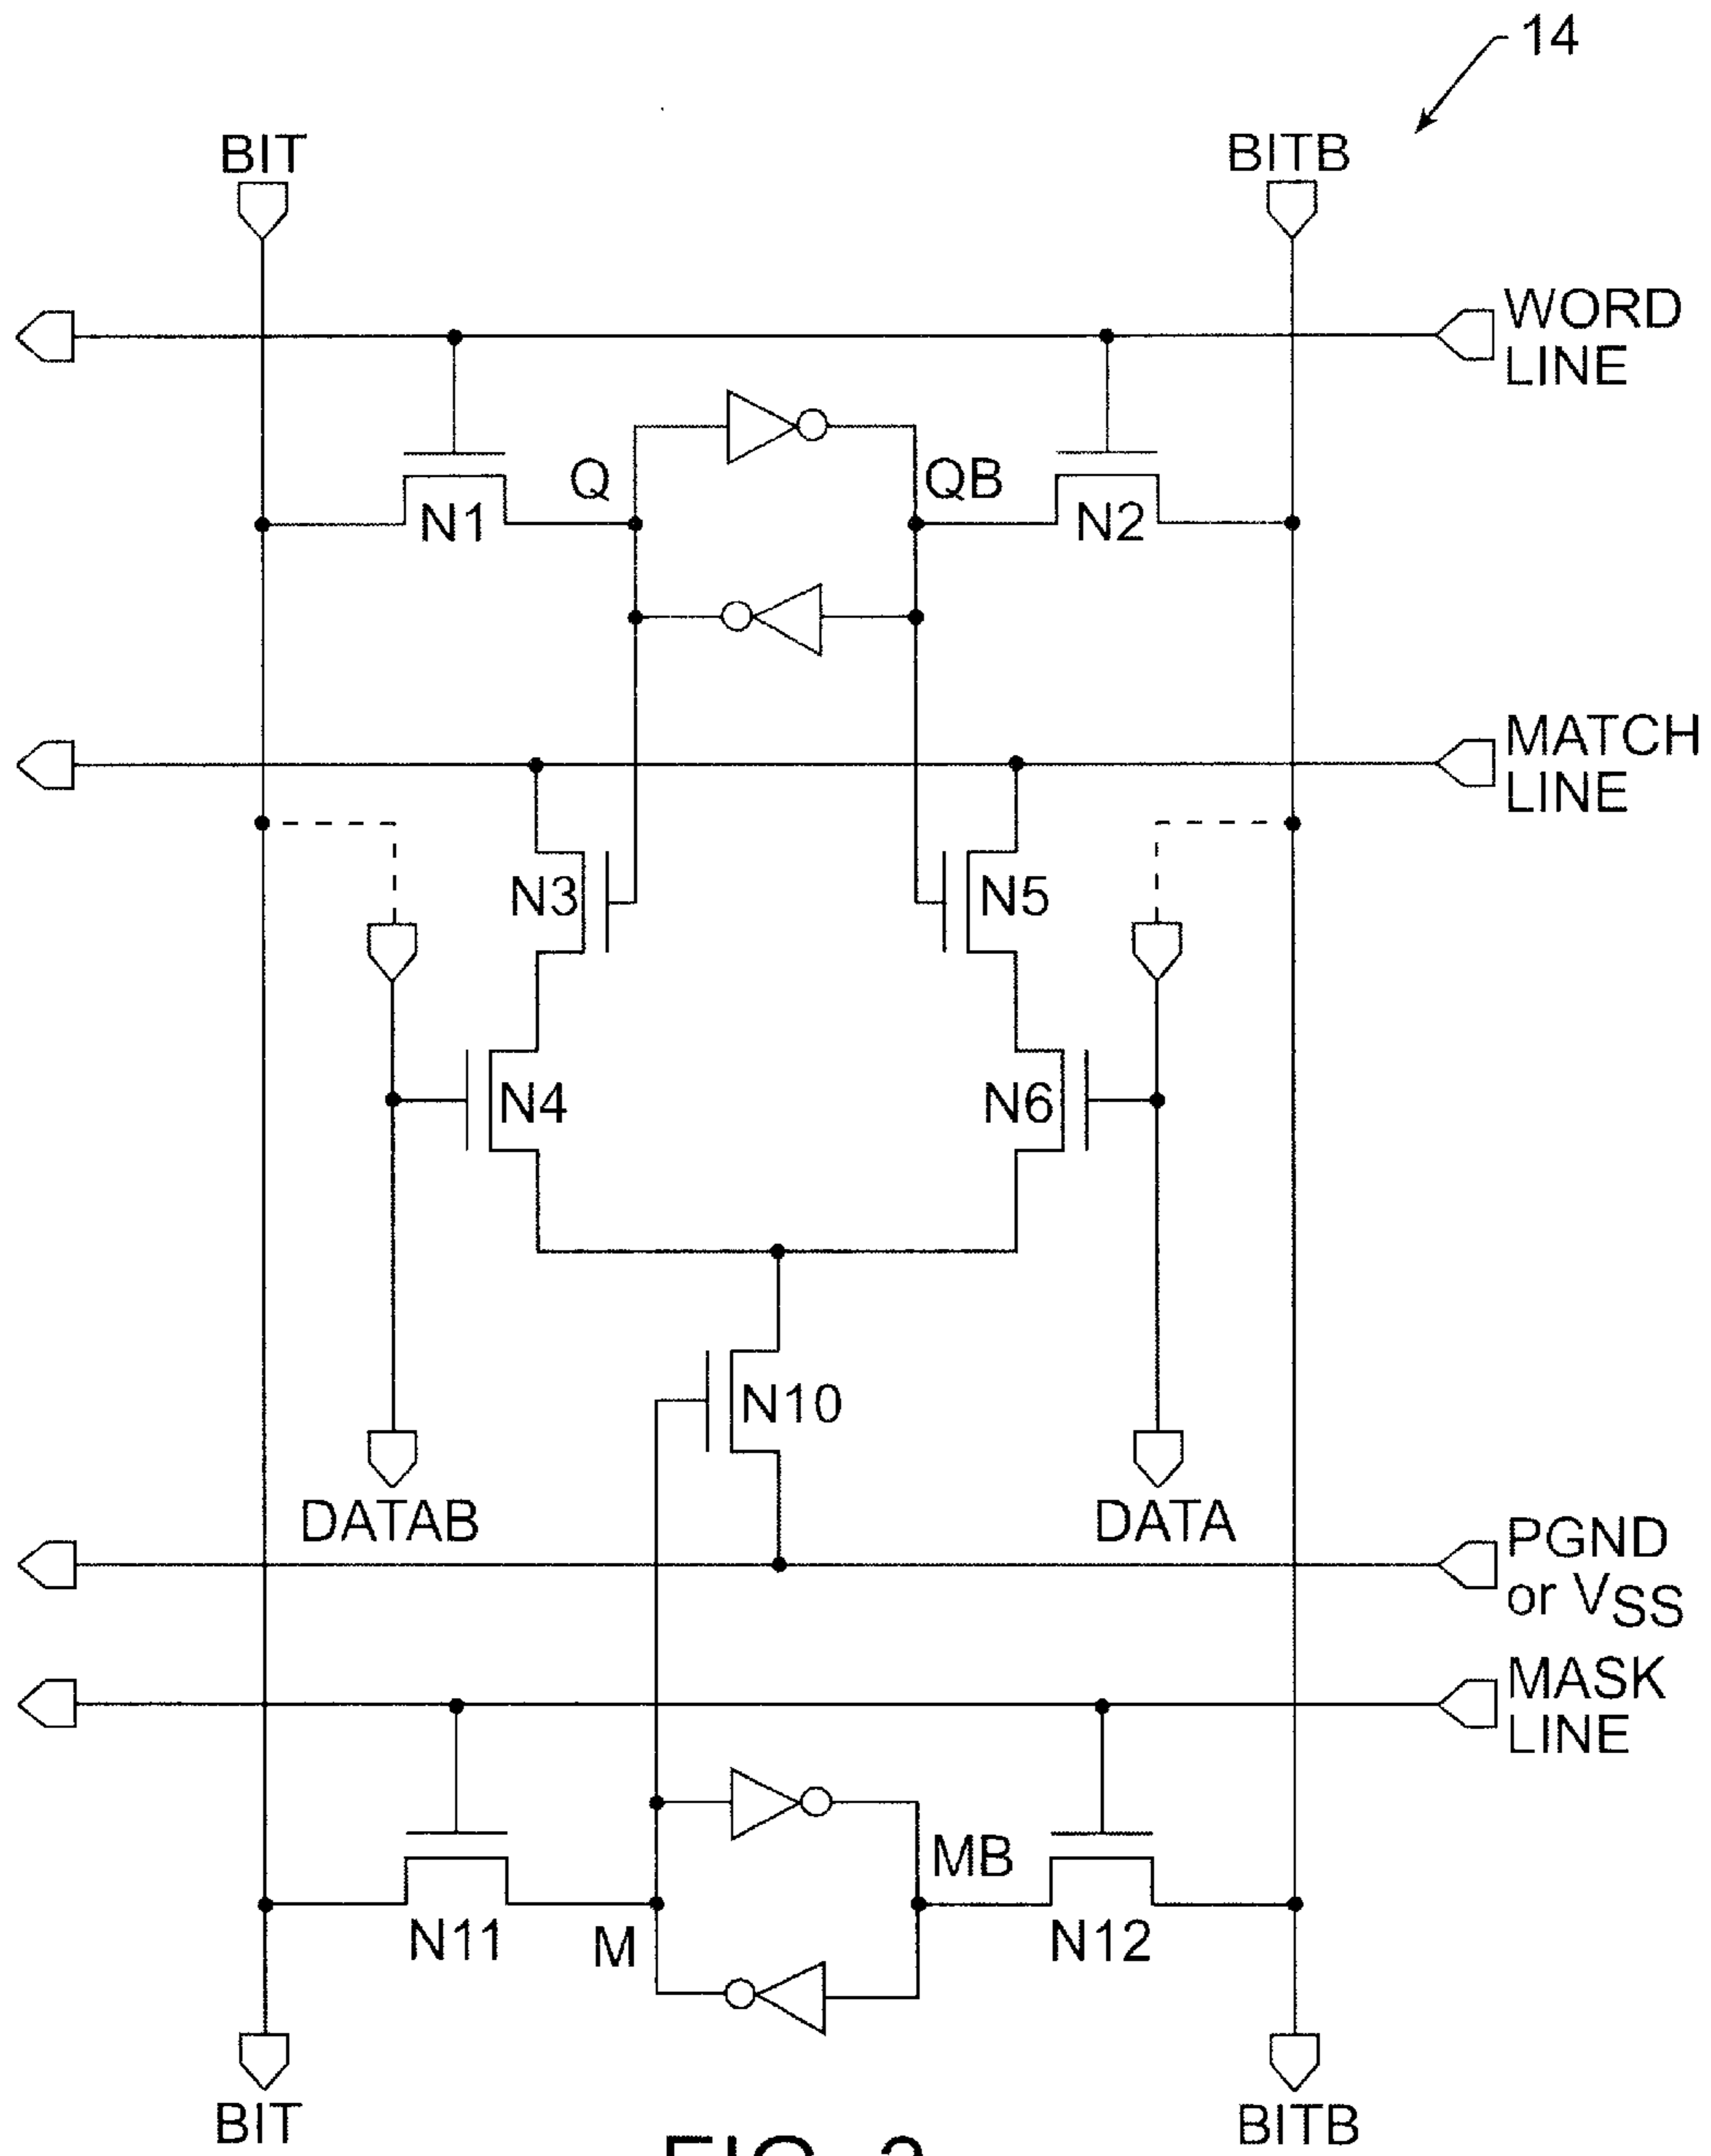 14
BIT
BITB
WORD
LINE
Q
QB
N1
N2
MATCH
LINE
N3
N5
N4
N6
N10
DATAB
DATA
PGND
or VSS
MASK
LINE
MB
N11
M
N12
BIT
BITB